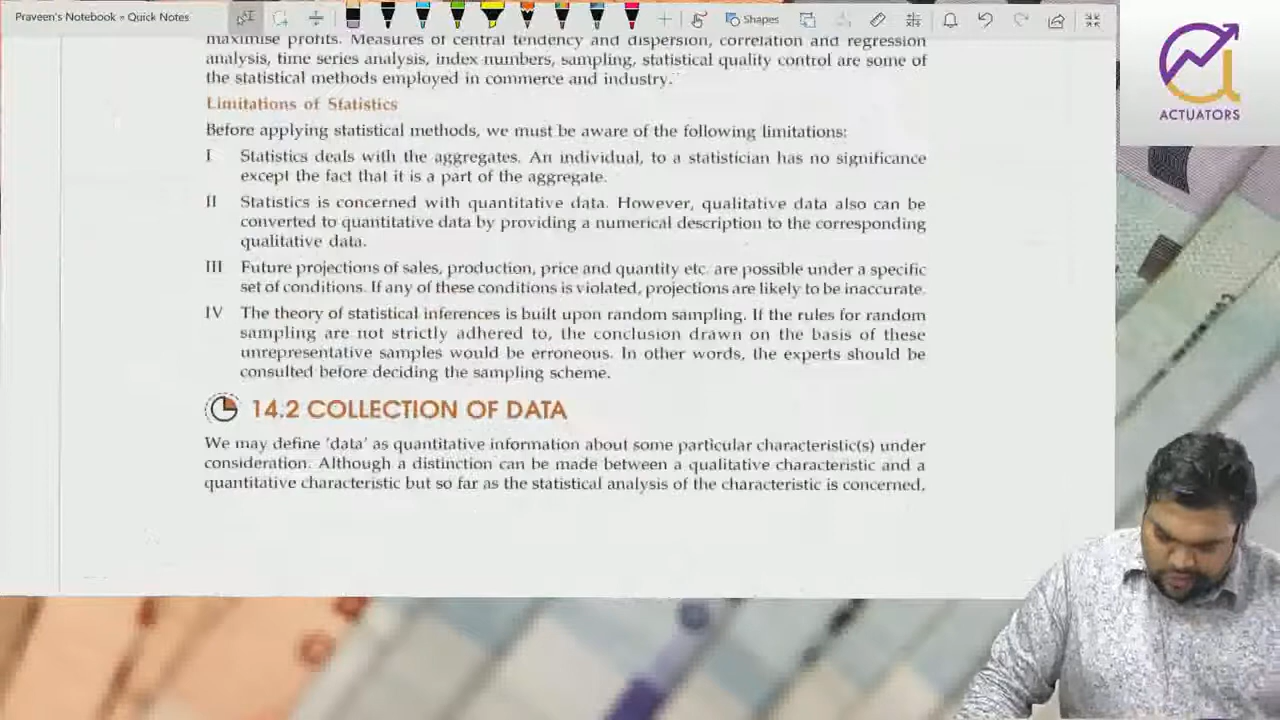 Praveen's Notebook » Quick Notes
Shapes
maximise profits. Measures of central tendency and dispersion, correlation and regression
analysis, time series analysis, index numbers, sampling, statistical quality control are some of
the statistical methods employed in commerce and industry.
Limitations of Statistics
Before applying statistical methods, we must be aware of the following limitations:
I Statistics deals with the aggregates. An individual, to a statistician has no significance
except the fact that it is a part of the aggregate.
II Statistics is concerned with quantitative data. However, qualitative data also can be
converted to quantitative data by providing a numerical description to the corresponding
qualitative data.
III Future projections of sales, production, price and quantity etc. are possible under a specific
set of conditions. If any of these conditions is violated, projections are likely to be inaccurate.
IV The theory of statistical inferences is built upon random sampling. If the rules for random
sampling are not strictly adhered to, the conclusion drawn on the basis of these
unrepresentative samples would be erroneous. In other words, the experts should be
consulted before deciding the sampling scheme.
14.2 COLLECTION OF DATA
We may define 'data' as quantitative information about some particular characteristic(s) under
consideration. Although a distinction can be made between a qualitative characteristic and a
quantitative characteristic but so far as the statistical analysis of the characteristic is concerned,
ACTUATORS